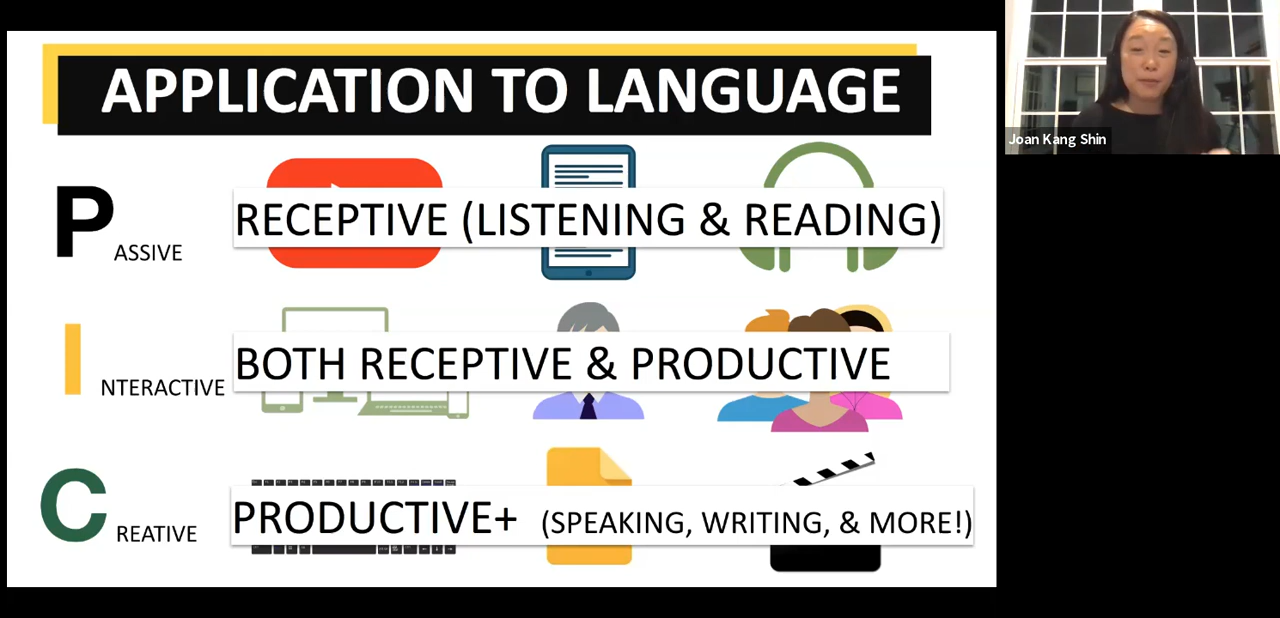 APPLICATION TO LANGUAGE
Joan Kang Shin
PASSIVE
RECEPTIVE (LISTENING & READING)
INTERACTIVE
BOTH RECEPTIVE & PRODUCTIVE
CREATIVE
PRODUCTIVE+ (SPEAKING, WRITING, & MORE!)